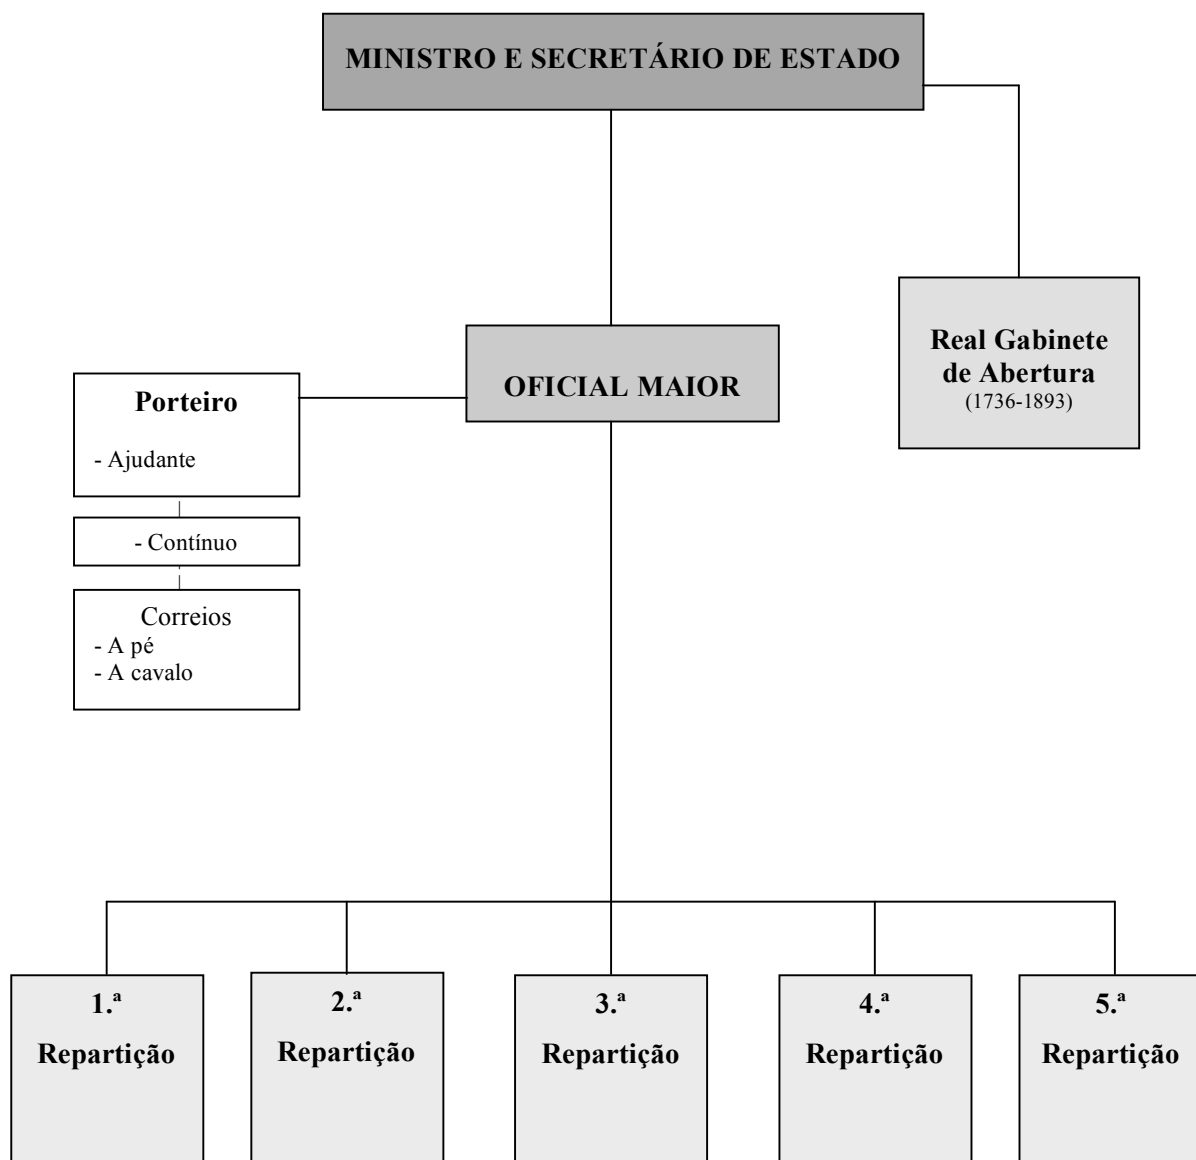 MINISTRO E SECRETÁRIO DE ESTADO
Real Gabinete
de Abertura
(1736-1893)
OFICIAL MAIOR
Porteiro
- Ajudante
- Contínuo
Correios
- A pé
- A cavalo
1.ª
Repartição
2.ª
Repartição
3.ª
Repartição
4.ª
Repartição
5.ª
Repartição